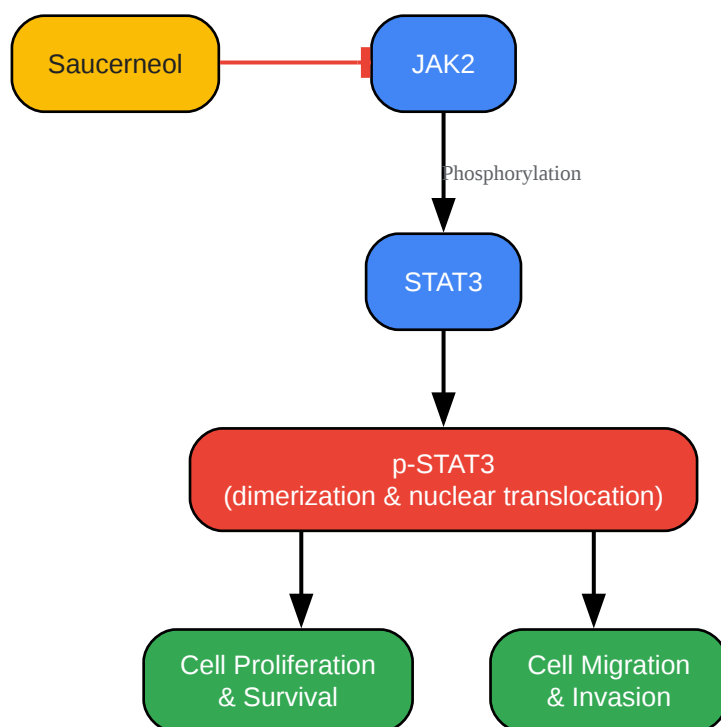 Saucerneol
JAK2
Phosphorylation
STAT3
p-STAT3
(dimerization & nuclear translocation)
Cell Proliferation
& Survival
Cell Migration
& Invasion